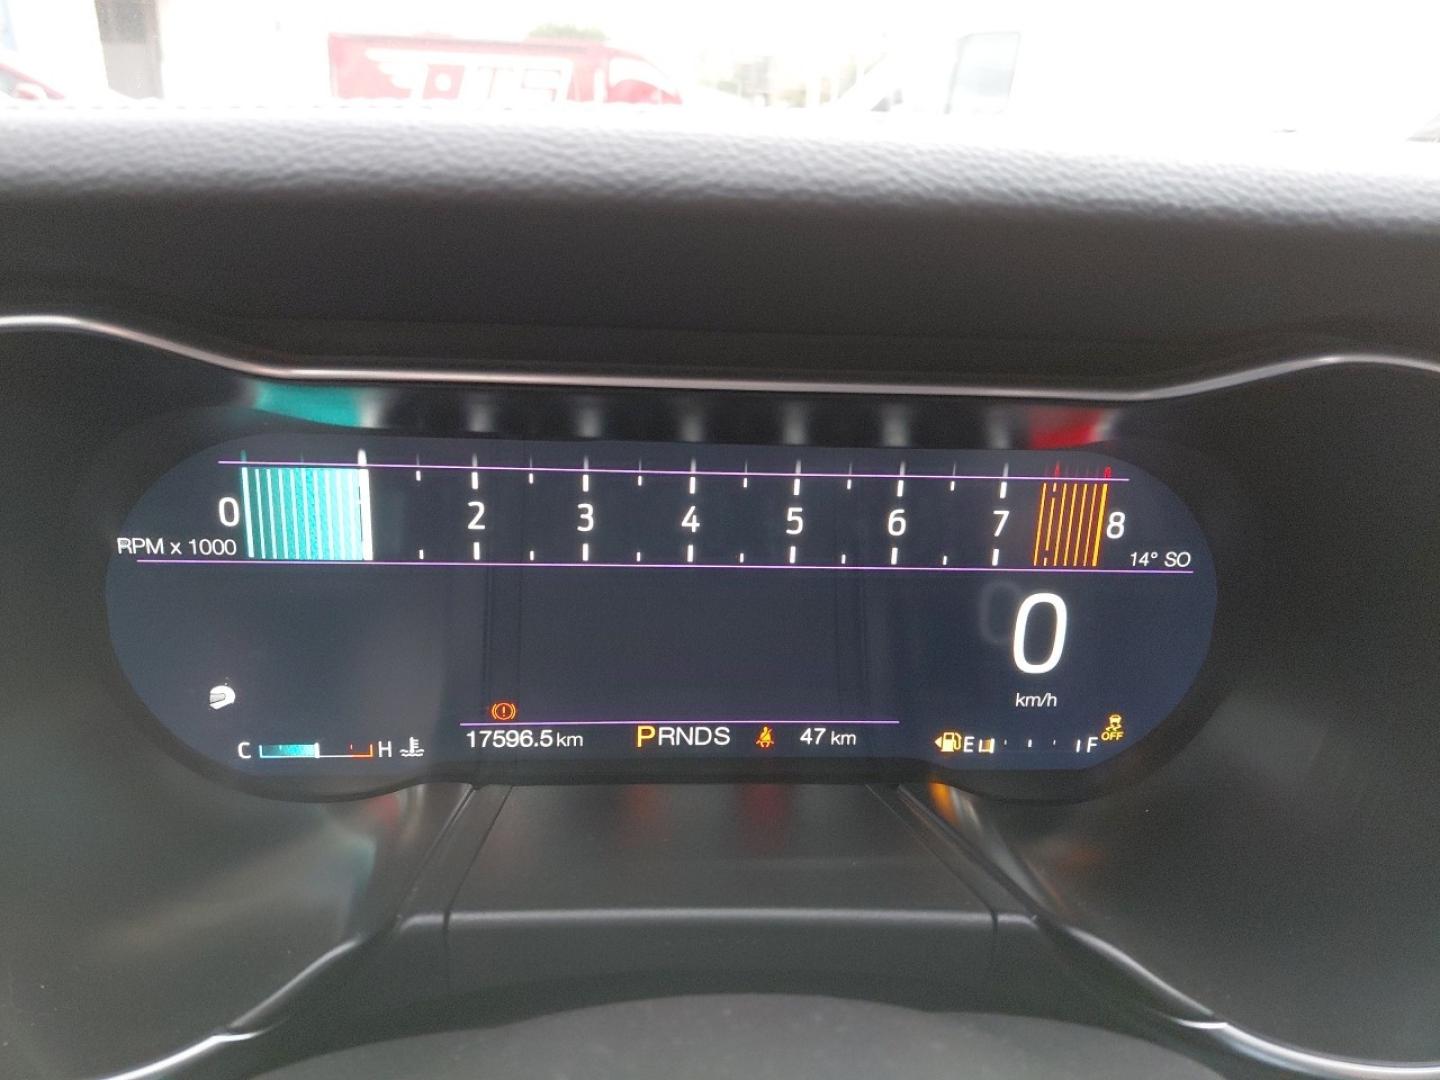 0 2 3 4 5 6 7 8
RPM x 1000
14° SO
0
km/h
C H
17596.5 km
PRNDS
47 km
E F
OFF